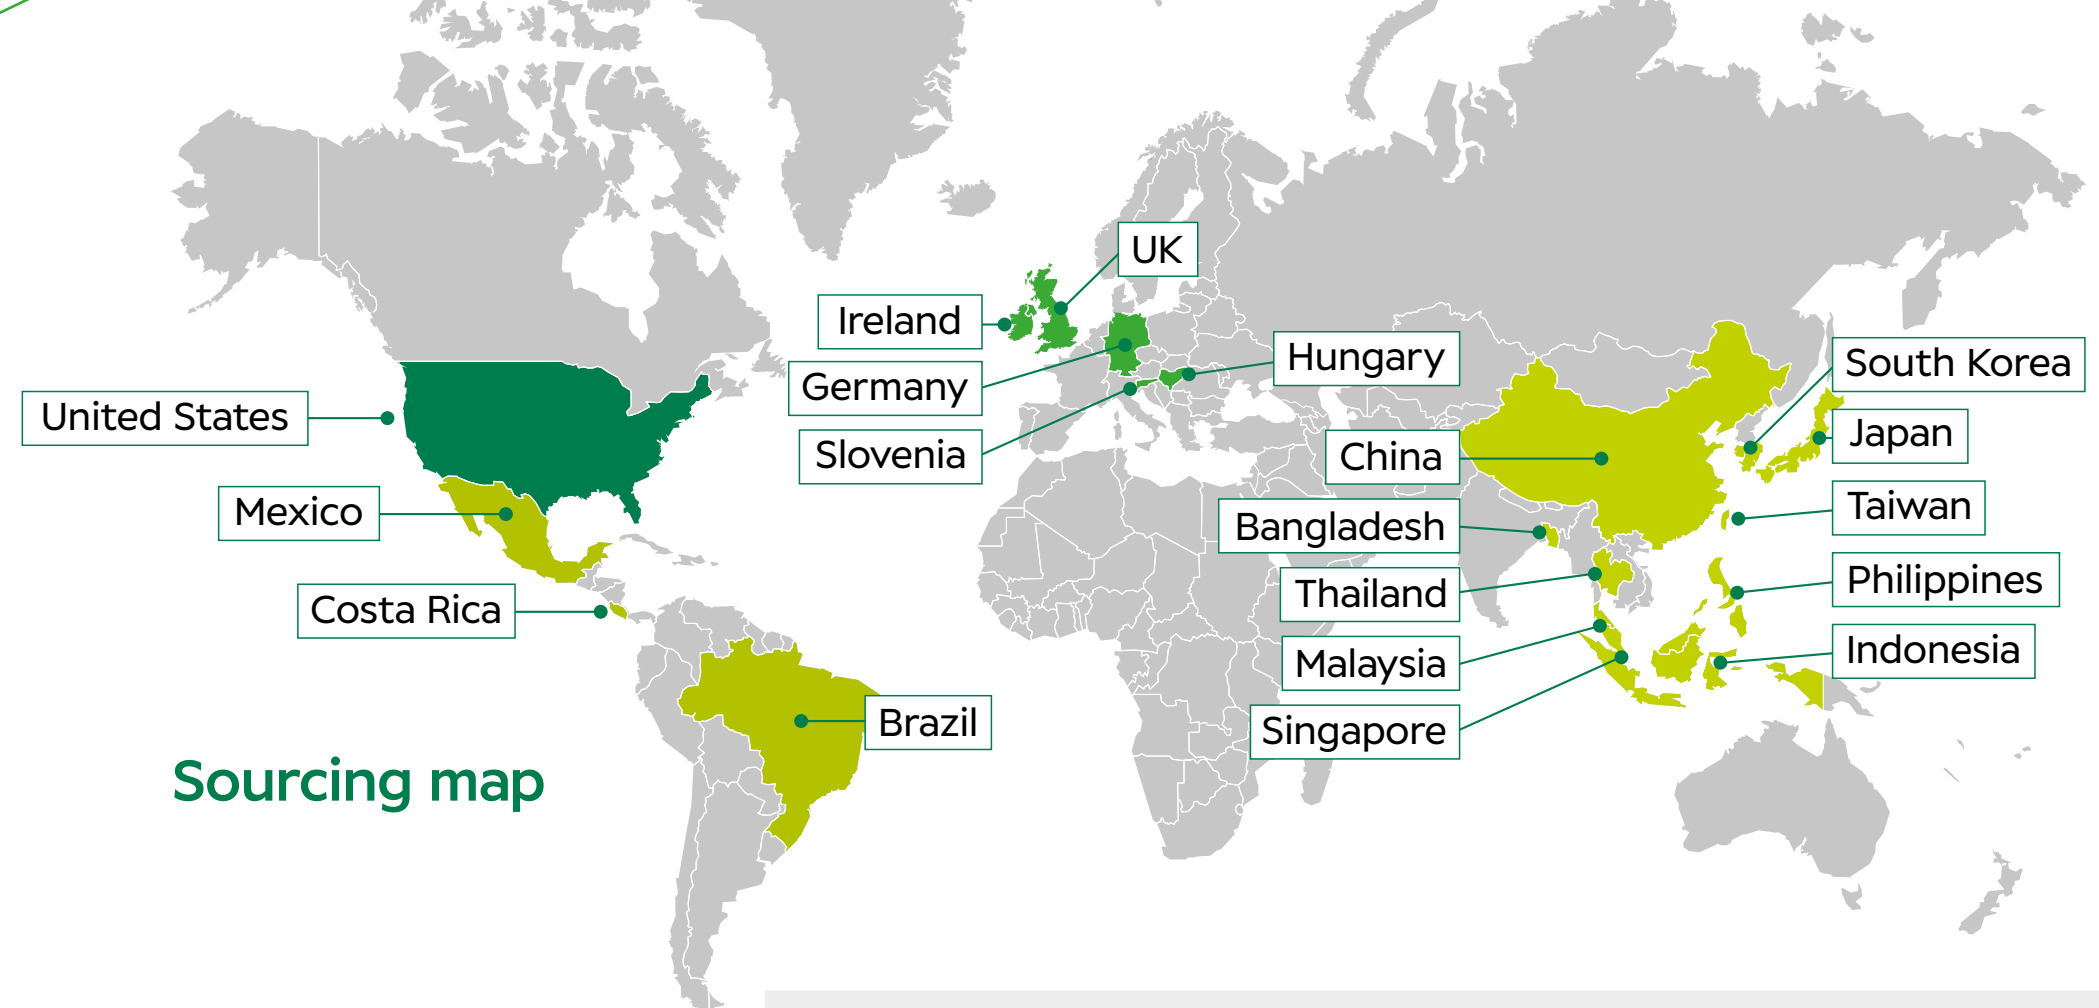 UK
Ireland
Germany
Slovenia
Hungary
United States
Mexico
Costa Rica
Brazil
China
Bangladesh
Thailand
Malaysia
Singapore
South Korea
Japan
Taiwan
Philippines
Indonesia
Sourcing map